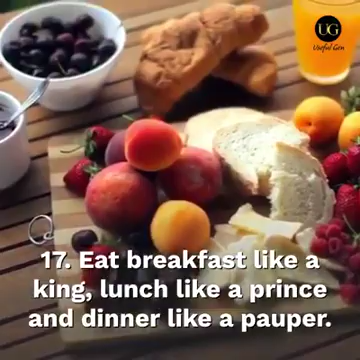 UG
Useful Gen
17. Eat breakfast like a
king, lunch like a prince
and dinner like a pauper.